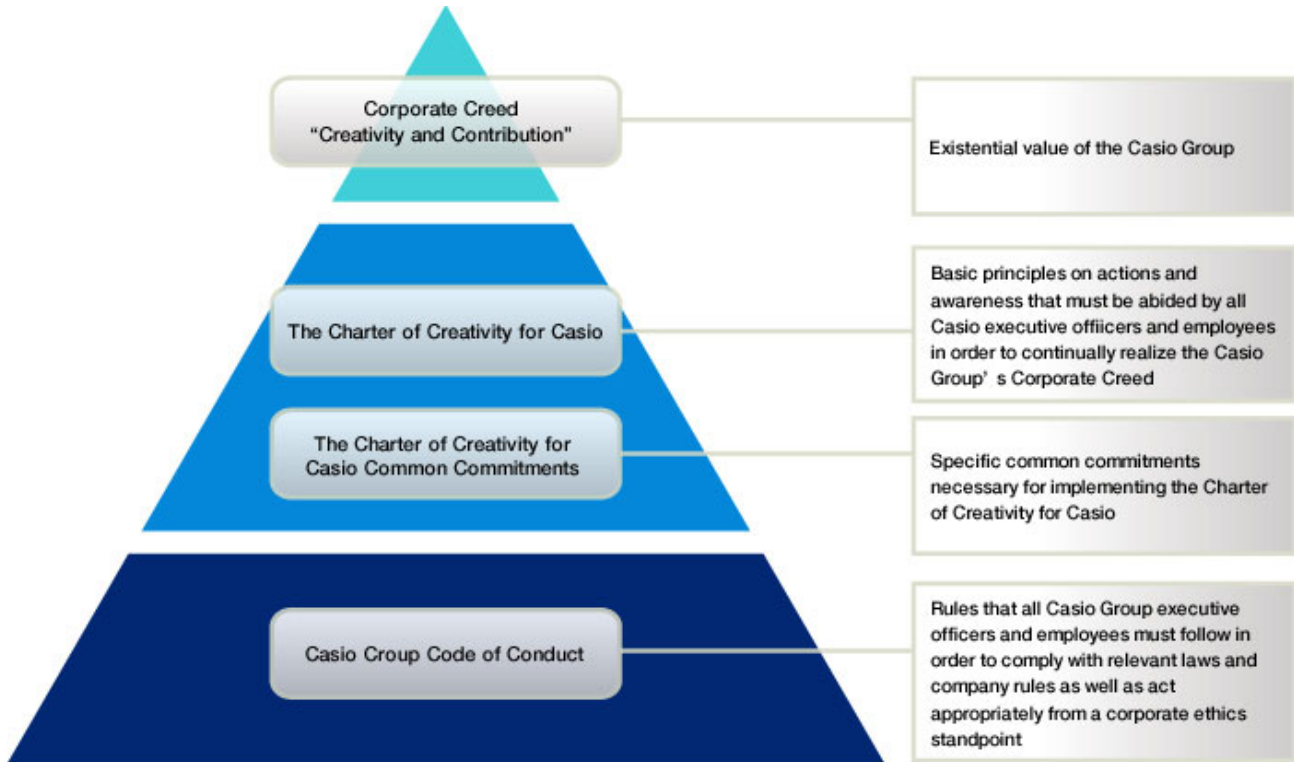 Corporate Creed
“Creativity and Contribution”
Existential value of the Casio Group
The Charter of Creativity for Casio
Basic principles on actions and
awareness that must be abided by all
Casio executive offiicers and employees
in order to continually realize the Casio
Group’ s Corporate Creed
The Charter of Creativity for
Casio Common Commitments
Specific common commitments
necessary for implementing the Charter
of Creativity for Casio
Casio Croup Code of Conduct
Rules that all Casio Group executive
officers and employees must follow in
order to comply with relevant laws and
company rules as well as act
appropriately from a corporate ethics
standpoint